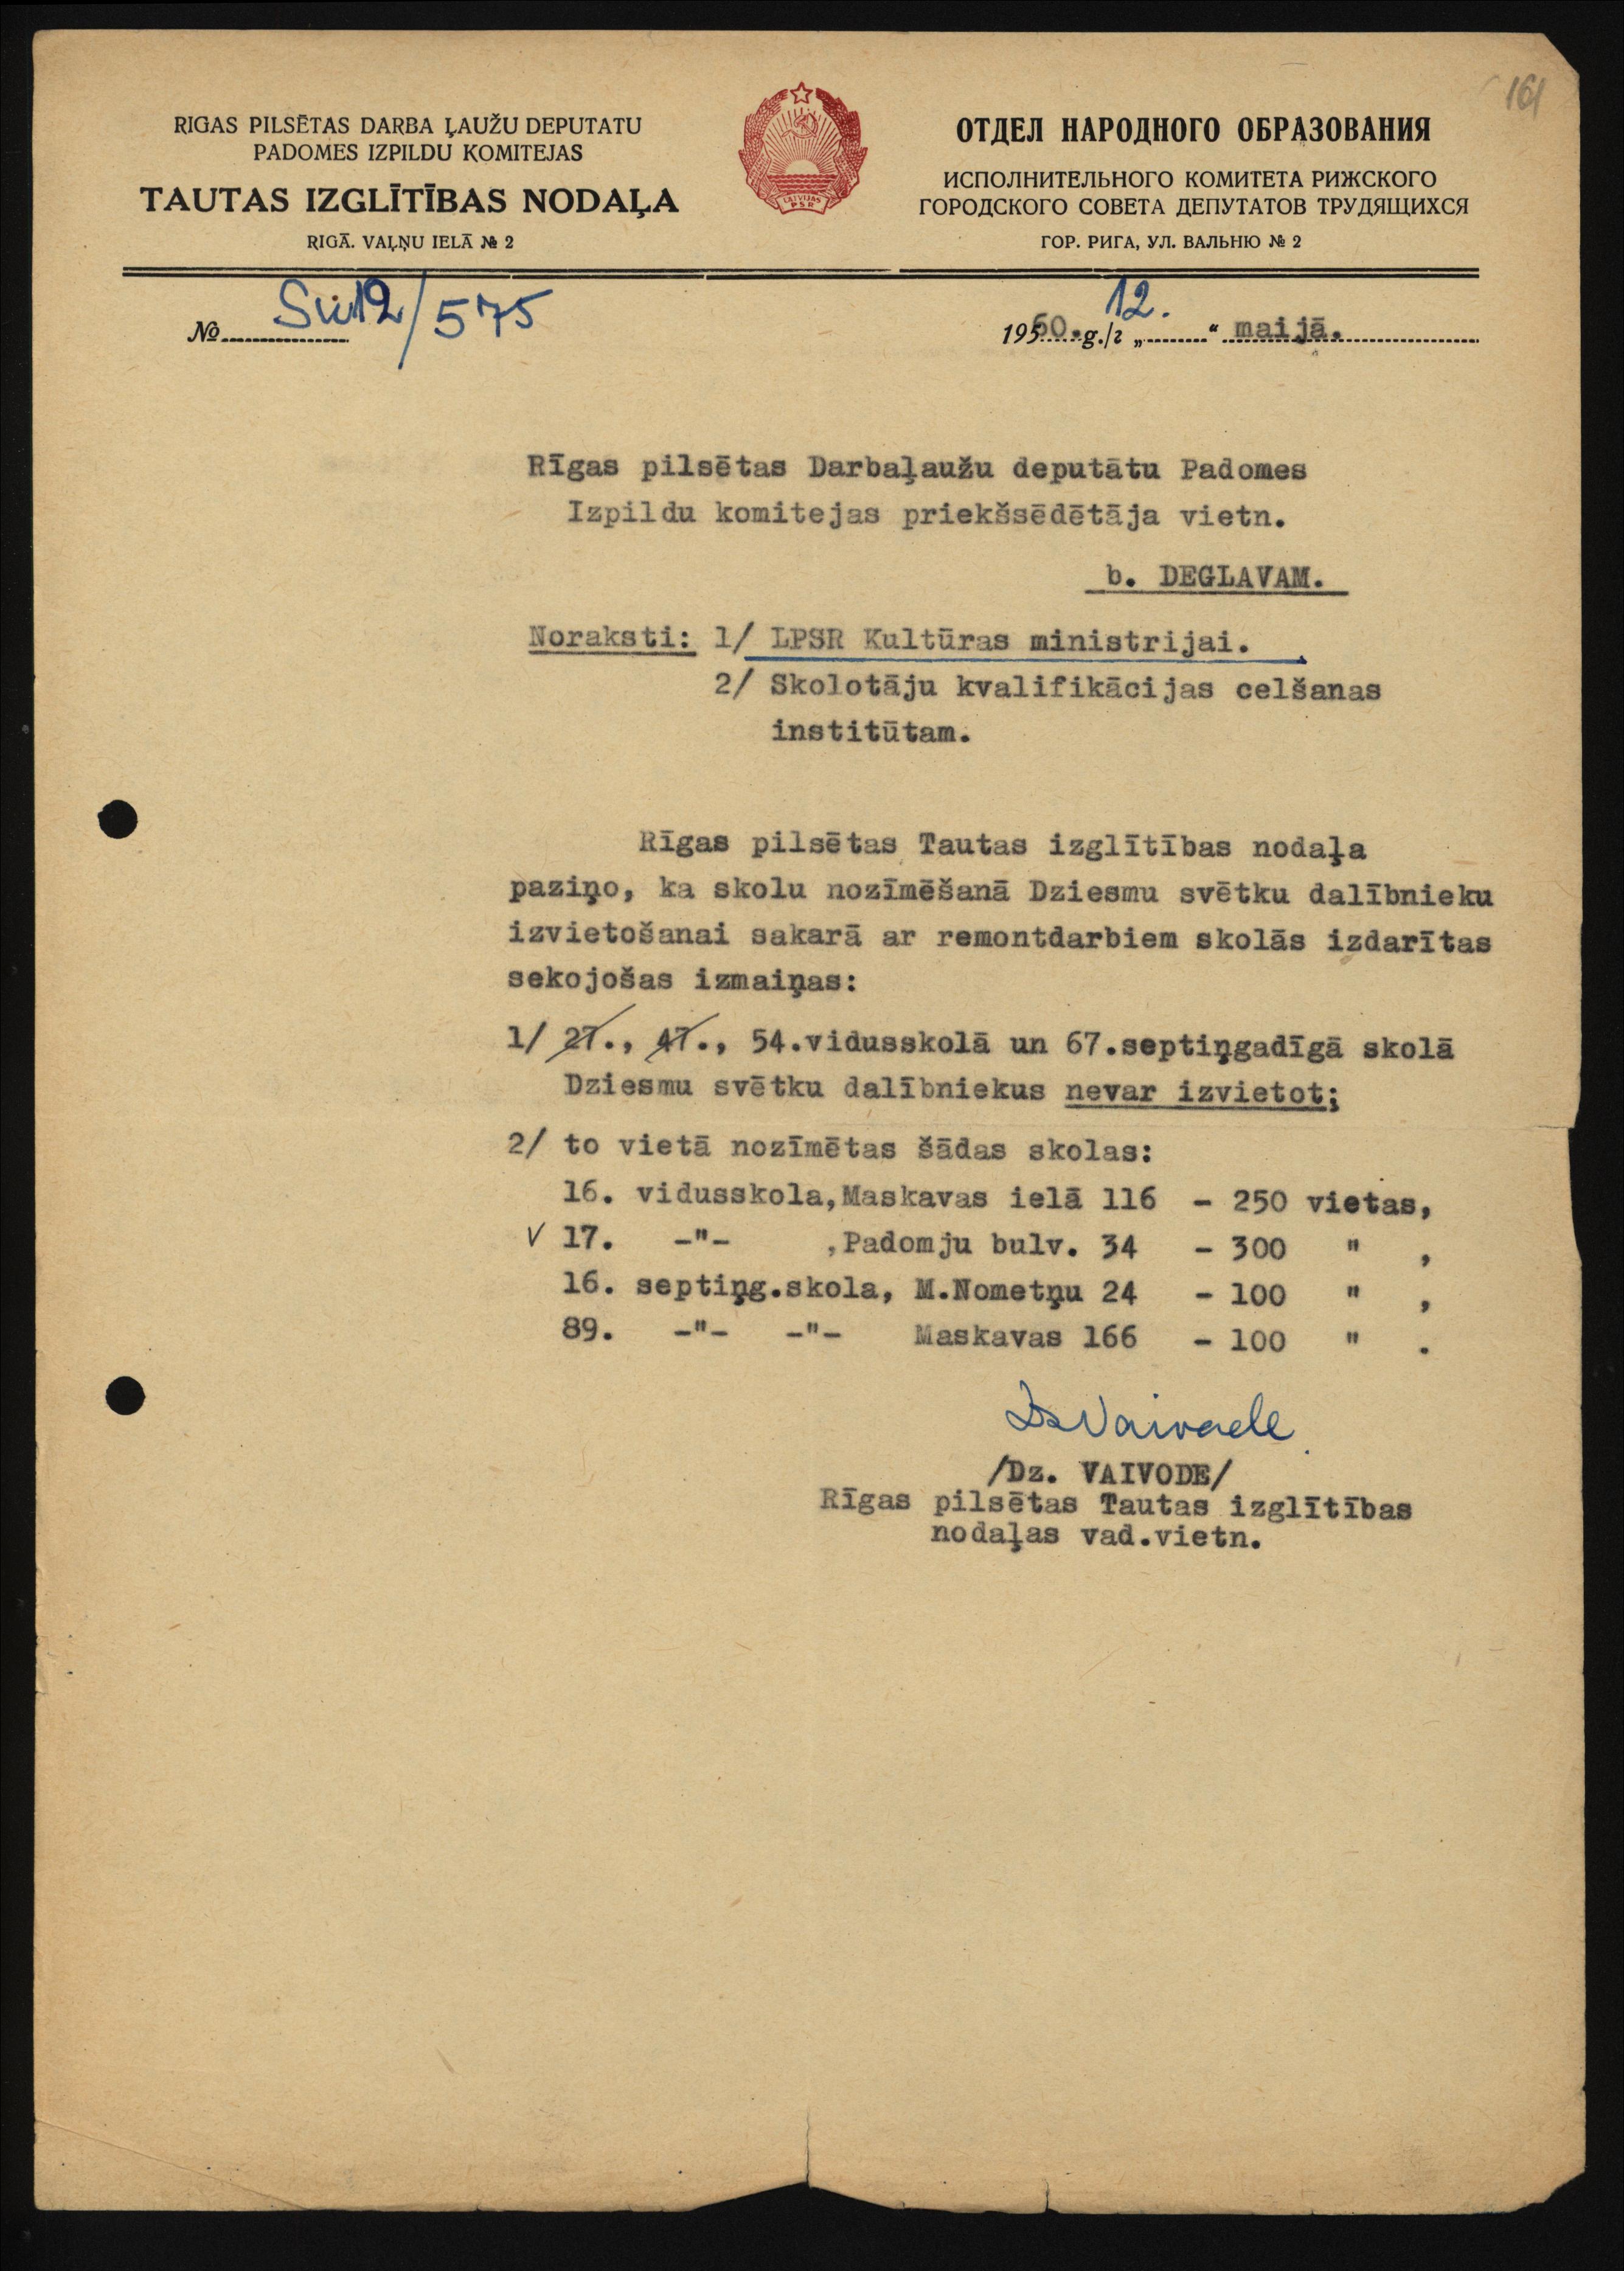 161
RIGAS PILSĒTAS DARBA ĻAUŽU DEPUTATU
PADOMES IZPILDU KOMITEJAS
TAUTAS IZGLĪTĪBAS NODAĻA
RIGĀ. VAĻŅU IELĀ № 2
LATVIJAS
PSR
ОТДЕЛ НАРОДНОГО ОБРАЗОВАНИЯ
ИСПОЛНИТЕЛЬНОГО КОМИТЕТА РИЖСКОГО
ГОРОДСКОГО СОВЕТА ДЕПУТАТОВ ТРУДЯЩИХСЯ
ГОР. РИГА, УЛ. ВАЛЬНЮ № 2
№ 12/575
1960.g./г „12.“ maijā.
Rīgas pilsētas Darbaļaužu deputātu Padomes
Izpildu komitejas priekšsēdētāja vietn.
b. DEGLAVAM.
Noraksti: 1/ LPSR Kultūras ministrijai.
2/ Skolotāju kvalifikācijas celšanas
institūtam.
Rīgas pilsētas Tautas izglītības nodaļa
paziņo, ka skolu nozīmēšanā Dziesmu svētku dalībnieku
izvietošanai sakarā ar remontdarbiem skolās izdarītas
sekojošas izmaiņas:
1/ 27., 47., 54.vidusskolā un 67.septiņgadīgā skolā
Dziesmu svētku dalībniekus nevar izvietot;
2/ to vietā nozīmētas šādas skolas:
16. vidusskola,Maskavas ielā 116 - 250 vietas,
V 17. -"- ,Padomju bulv. 34 - 300 " ,
16. septiņg.skola, M.Nometņu 24 - 100 " ,
89. -"- -"- Maskavas 166 - 100 " .
Dz Vaivode
/Dz. VAIVODE/
Rīgas pilsētas Tautas izglītības
nodaļas vad.vietn.